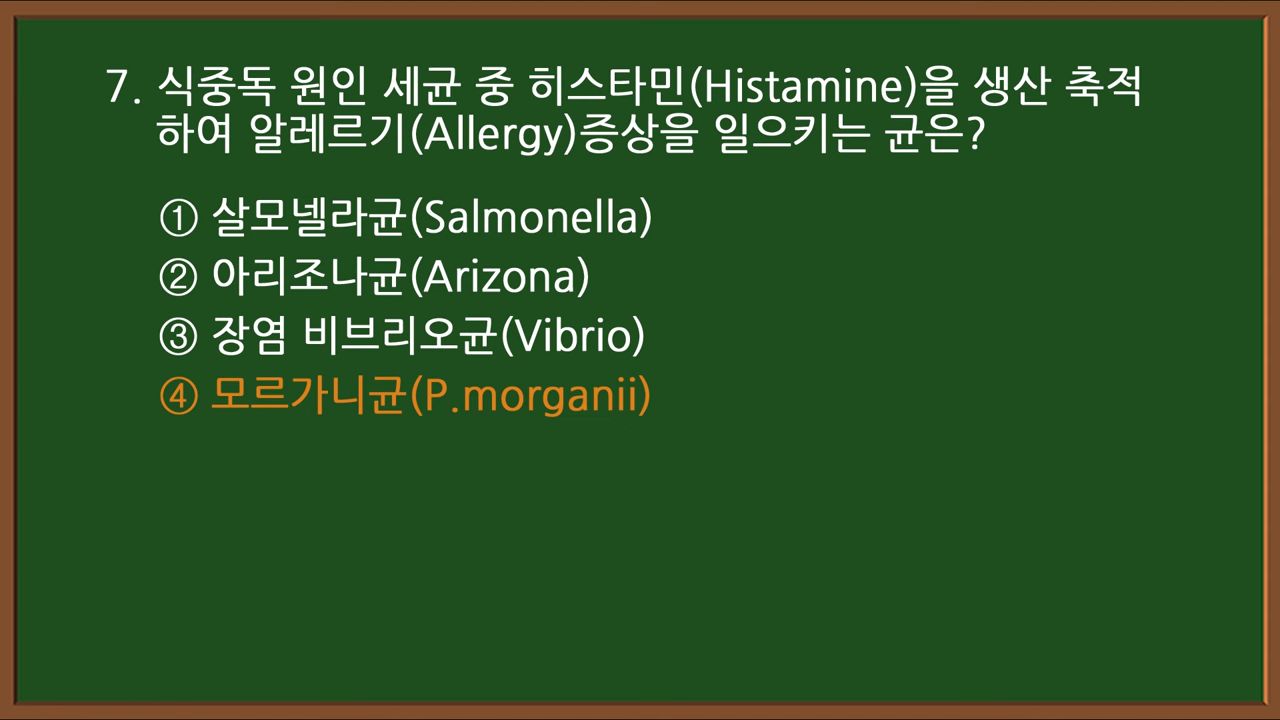 7. 식중독 원인 세균 중 히스타민(Histamine)을 생산 축적
하여 알레르기(Allergy)증상을 일으키는 균은?
① 살모넬라균(Salmonella)
② 아리조나균(Arizona)
③ 장염 비브리오균(Vibrio)
④ 모르가니균(P.morganii)